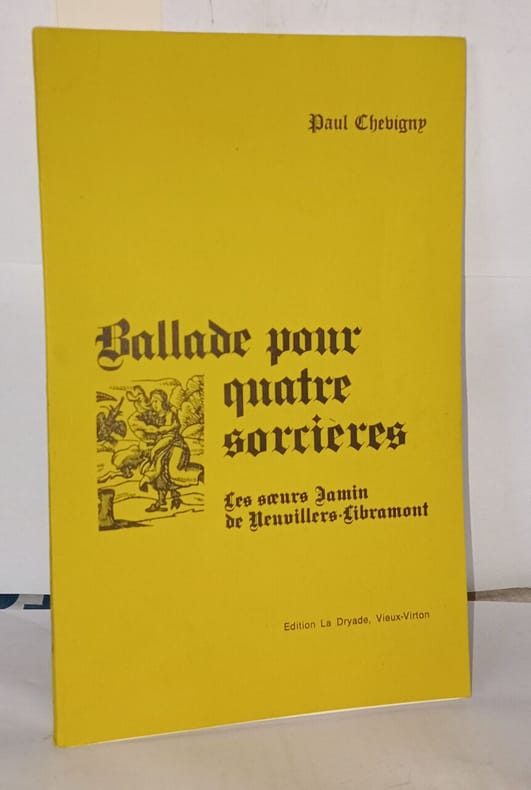 Paul Chevigny
Ballade pour
quatre
sorcières
Les sœurs Jamin
de Neuvillers-Libramont
Edition La Dryade, Vieux-Virton